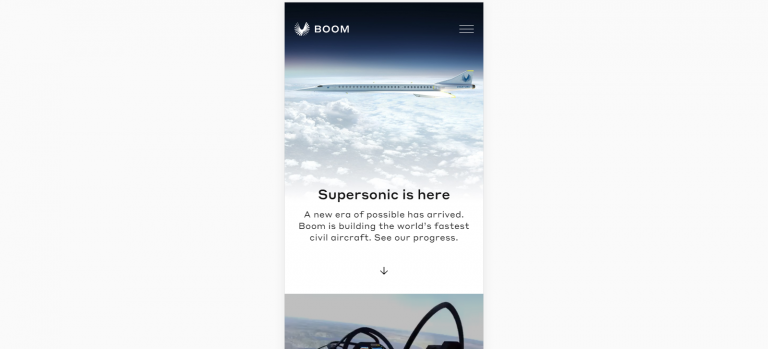 BOOM
Supersonic is here
A new era of possible has arrived.
Boom is building the world's fastest
civil aircraft. See our progress.